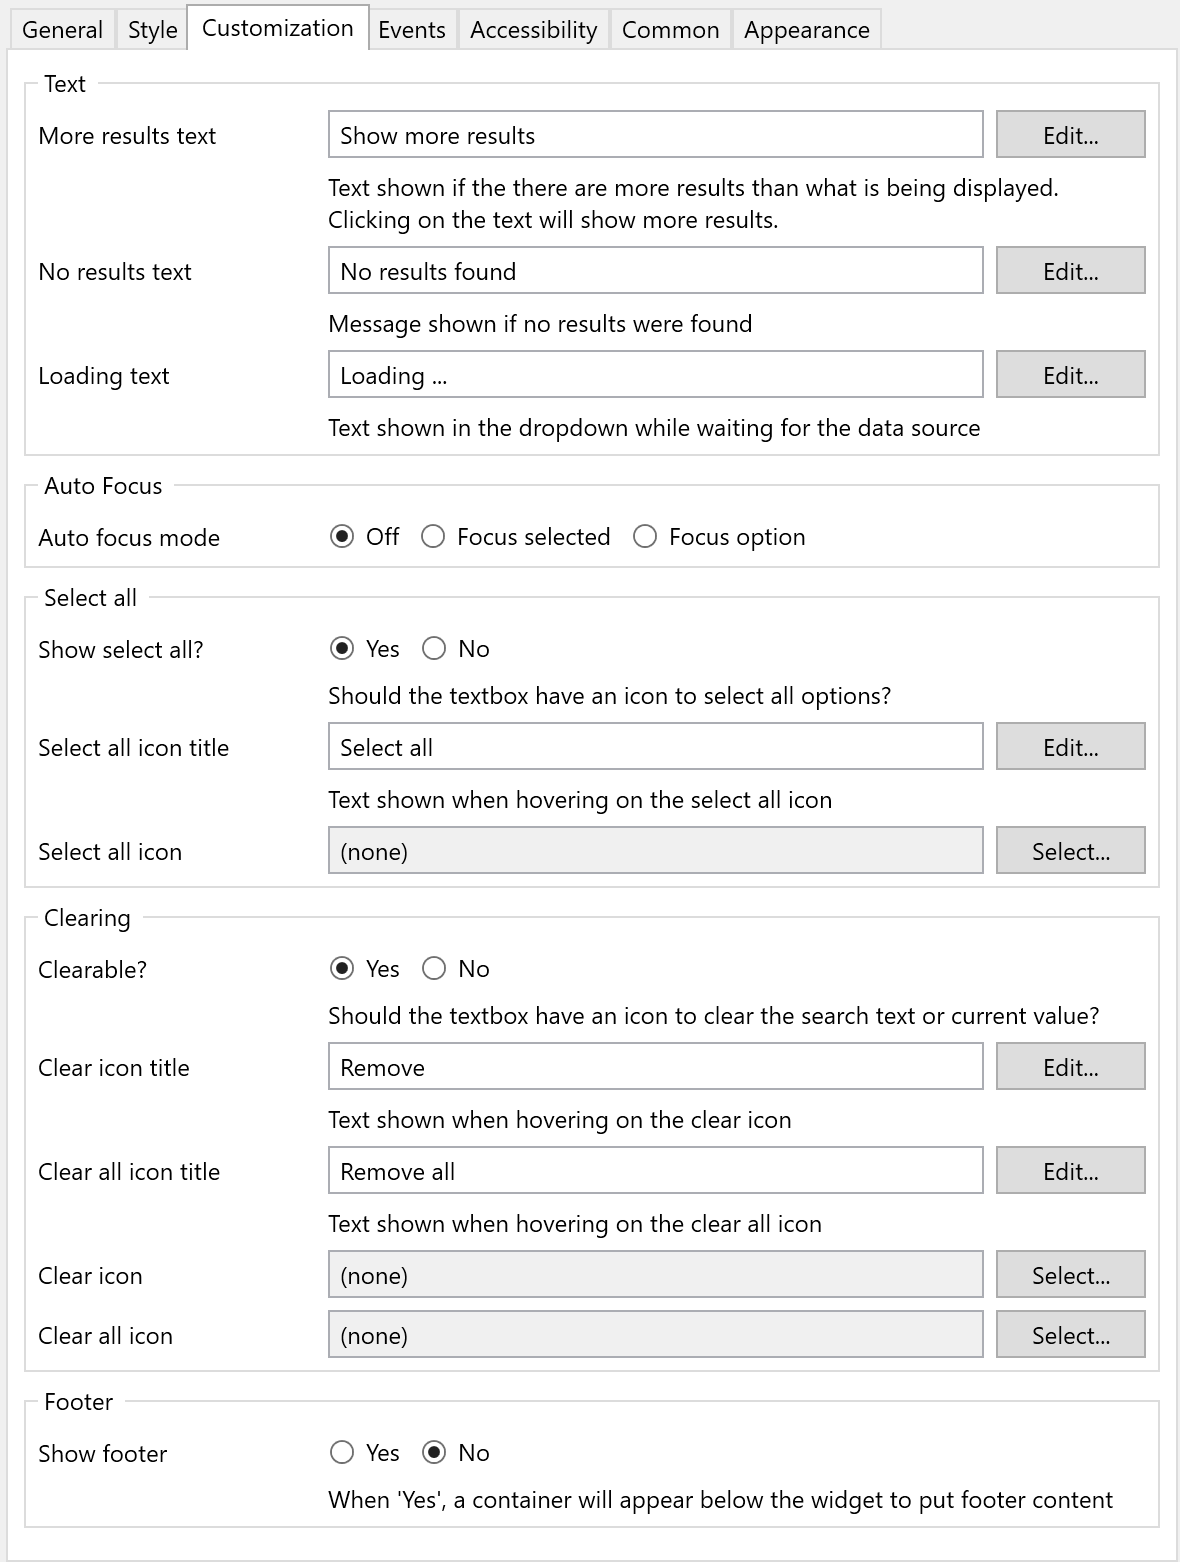 General Style Customization Events Accessibility Common Appearance
Text
More results text Show more results Edit...
Text shown if the there are more results than what is being displayed.
Clicking on the text will show more results.
No results text No results found Edit...
Message shown if no results were found
Loading text Loading ... Edit...
Text shown in the dropdown while waiting for the data source
Auto Focus
Auto focus mode Off Focus selected Focus option
Select all
Show select all? Yes No
Should the textbox have an icon to select all options?
Select all icon title Select all Edit...
Text shown when hovering on the select all icon
Select all icon (none) Select...
Clearing
Clearable? Yes No
Should the textbox have an icon to clear the search text or current value?
Clear icon title Remove Edit...
Text shown when hovering on the clear icon
Clear all icon title Remove all Edit...
Text shown when hovering on the clear all icon
Clear icon (none) Select...
Clear all icon (none) Select...
Footer
Show footer Yes No
When 'Yes', a container will appear below the widget to put footer content